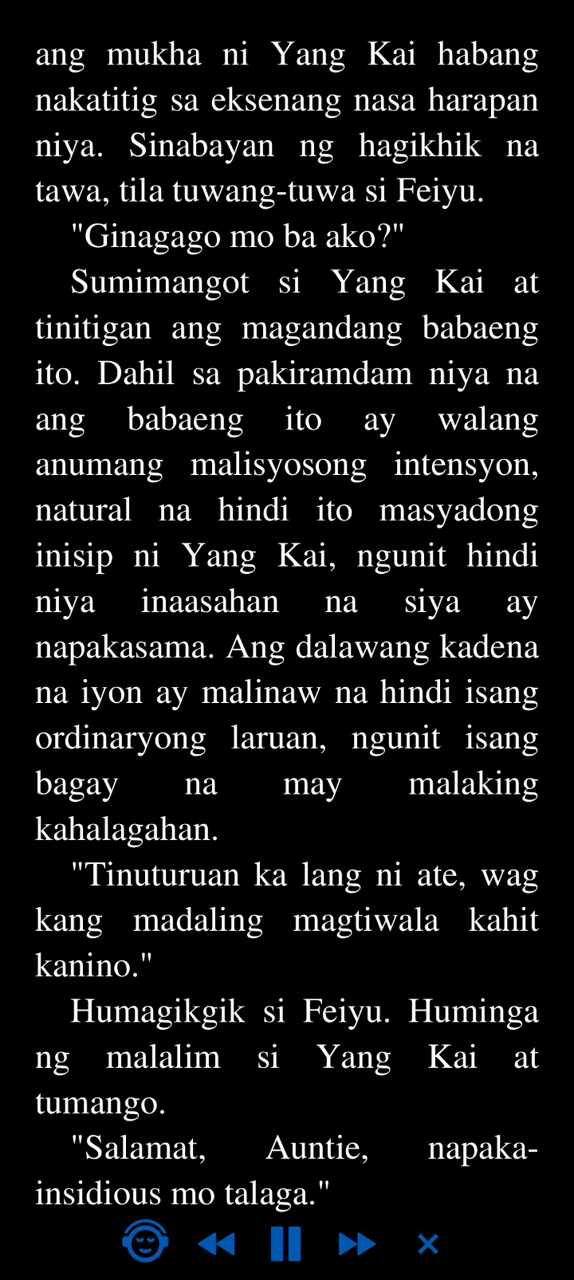 ang mukha ni Yang Kai habang
nakatitig sa eksenang nasa harapan
niya. Sinabayan ng hagikhik na
tawa, tila tuwang-tuwa si Feiyu.
"Ginagago mo ba ako?"
Sumimangot si Yang Kai at
tinitigan ang magandang babaeng
ito. Dahil sa pakiramdam niya na
ang babaeng ito ay walang
anumang malisyosong intensyon,
natural na hindi ito masyadong
inisip ni Yang Kai, ngunit hindi
niya inaasahan na siya ay
napakasama. Ang dalawang kadena
na iyon ay malinaw na hindi isang
ordinaryong laruan, ngunit isang
bagay na may malaking
kahalagahan.
"Tinuturuan ka lang ni ate, wag
kang madaling magtiwala kahit
kanino."
Humagikgik si Feiyu. Huminga
ng malalim si Yang Kai at
tumango.
"Salamat, Auntie, napaka-
insidious mo talaga."